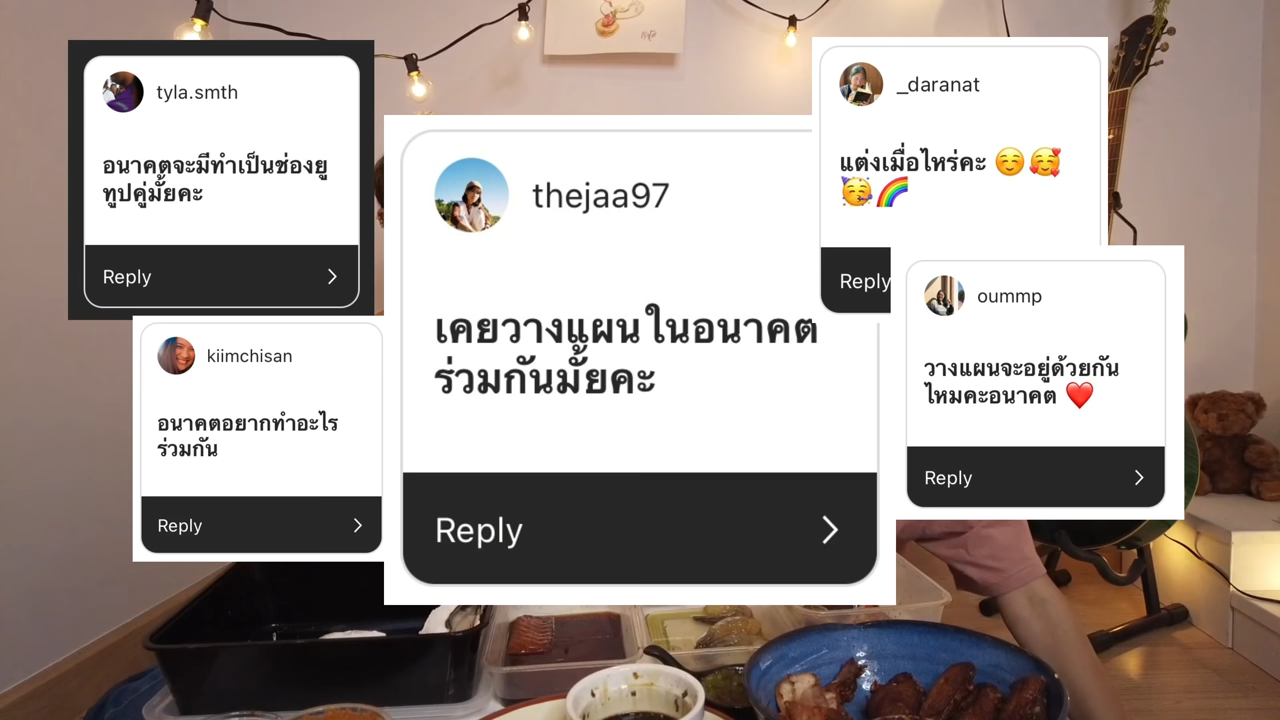 tyla.smth
อนาคตจะมีทำเป็นช่องยู
ทูปคู่มั้ยคะ
Reply
kiimchisan
อนาคตอยากทำอะไร
ร่วมกัน
Reply
thejaa97
เคยวางแผนในอนาคต
ร่วมกันมั้ยคะ
Reply
_daranat
แต่งเมื่อไหร่คะ ☺️🥰
🥳🌈
Reply
oummp
วางแผนจะอยู่ด้วยกัน
ไหมคะอนาคต ❤️
Reply